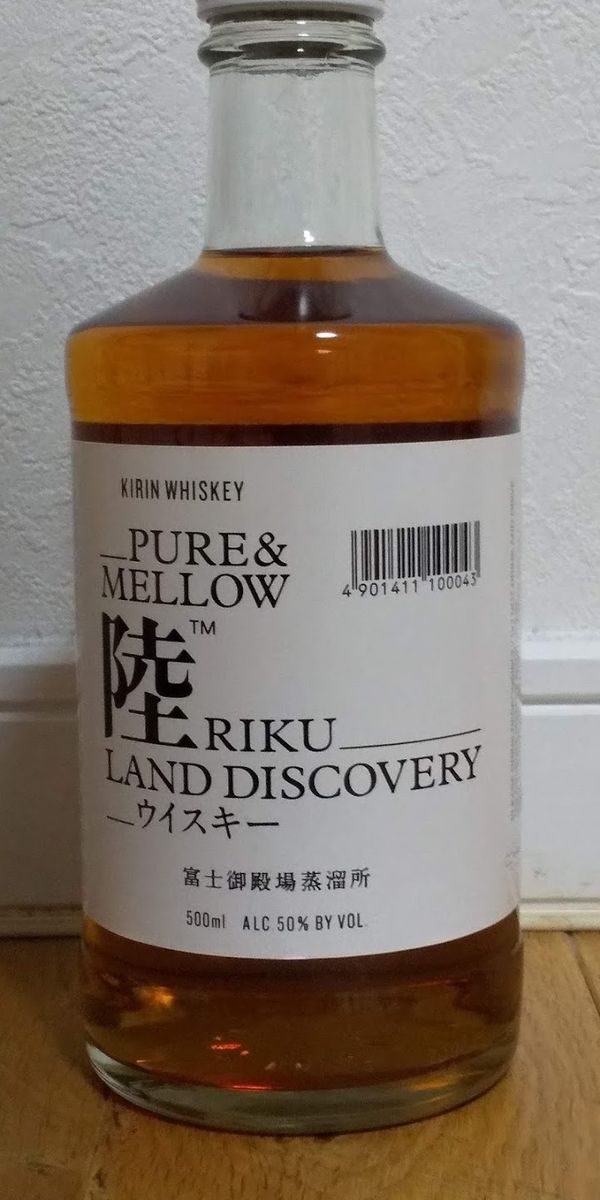 KIRIN WHISKEY
PURE &
MELLOW
4 901411 100043
陸™
RIKU
LAND DISCOVERY
ウイスキー
富士御殿場蒸溜所
500ml ALC.50% BY VOL.